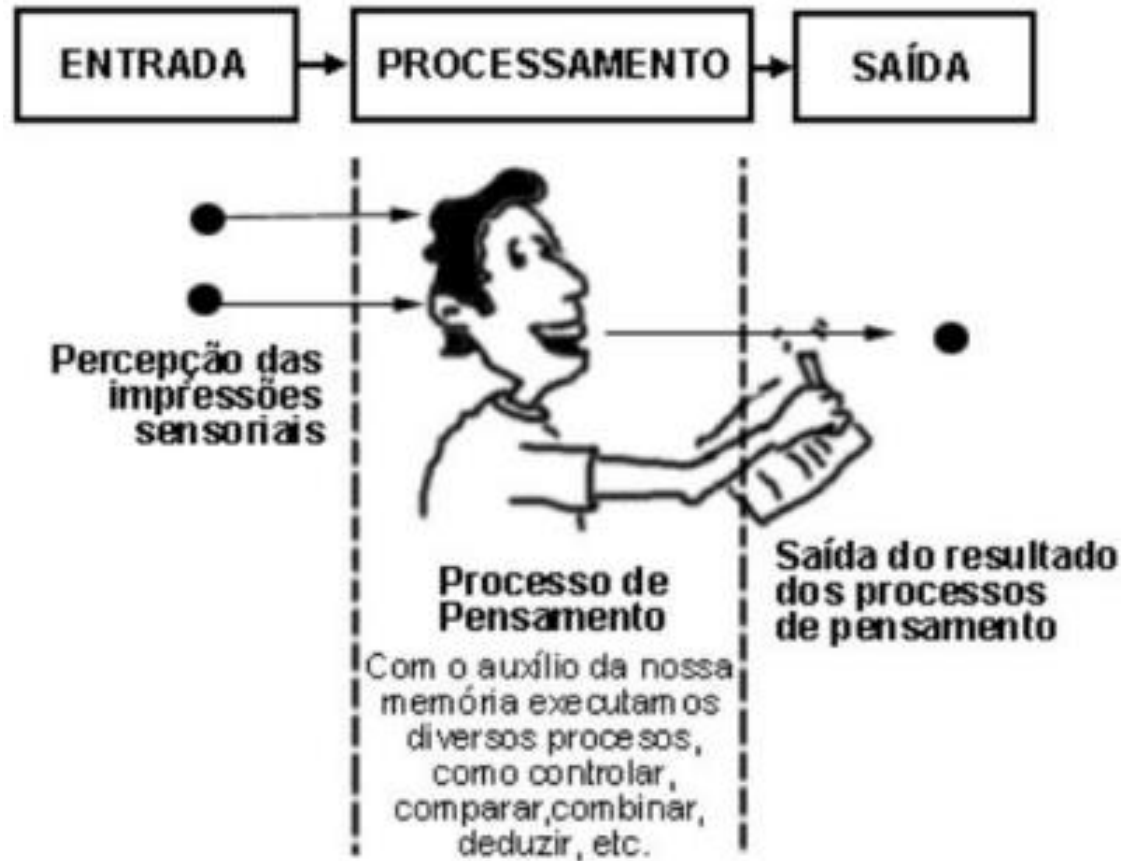 ENTRADA
PROCESSAMENTO
SAÍDA
Percepção das
impressões
sensoriais
Processo de
Pensamento
Com o auxílio da nossa
memória executamos
diversos procesos,
como controlar,
comparar,combinar,
deduzir, etc.
Saída do resultado
dos processos
de pensamento